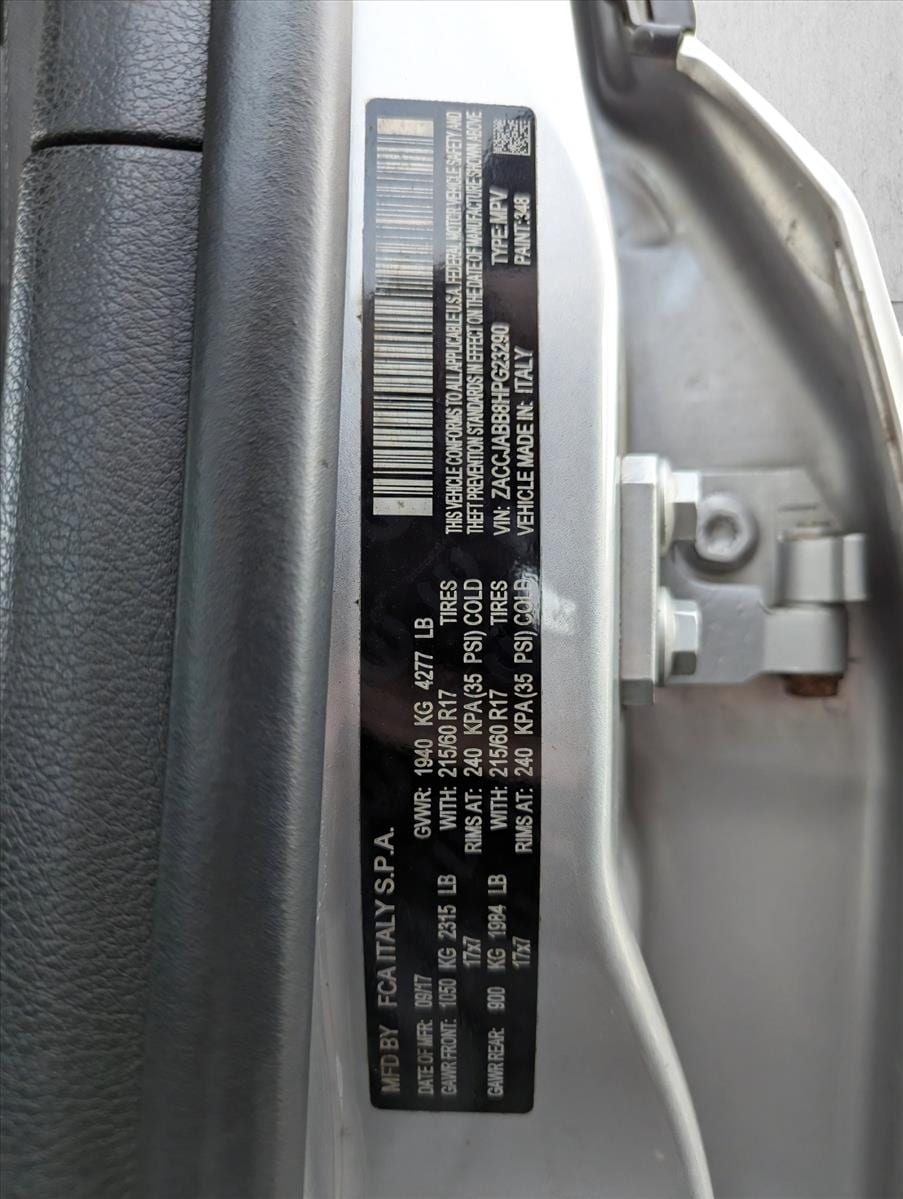 MFD BY FCA ITALY S.P.A.
DATE OF MFR: 09/17 GVWR: 1940 KG 4277 LB
GAWR FRONT: 1050 KG 2315 LB WITH: 215/60 R17 TIRES
17x7 RIMS AT: 240 KPA(35 PSI) COLD
GAWR REAR: 900 KG 1984 LB WITH: 215/60 R17 TIRES
17x7 RIMS AT: 240 KPA(35 PSI) COLD
THIS VEHICLE CONFORMS TO ALL APPLICABLE U.S.A. FEDERAL MOTOR VEHICLE SAFETY AND
THEFT PREVENTION STANDARDS IN EFFECT ON THE DATE OF MANUFACTURE SHOWN ABOVE
VIN: ZACCJABB8HPG23290 TYPE:MPV
VEHICLE MADE IN: ITALY PAINT:348